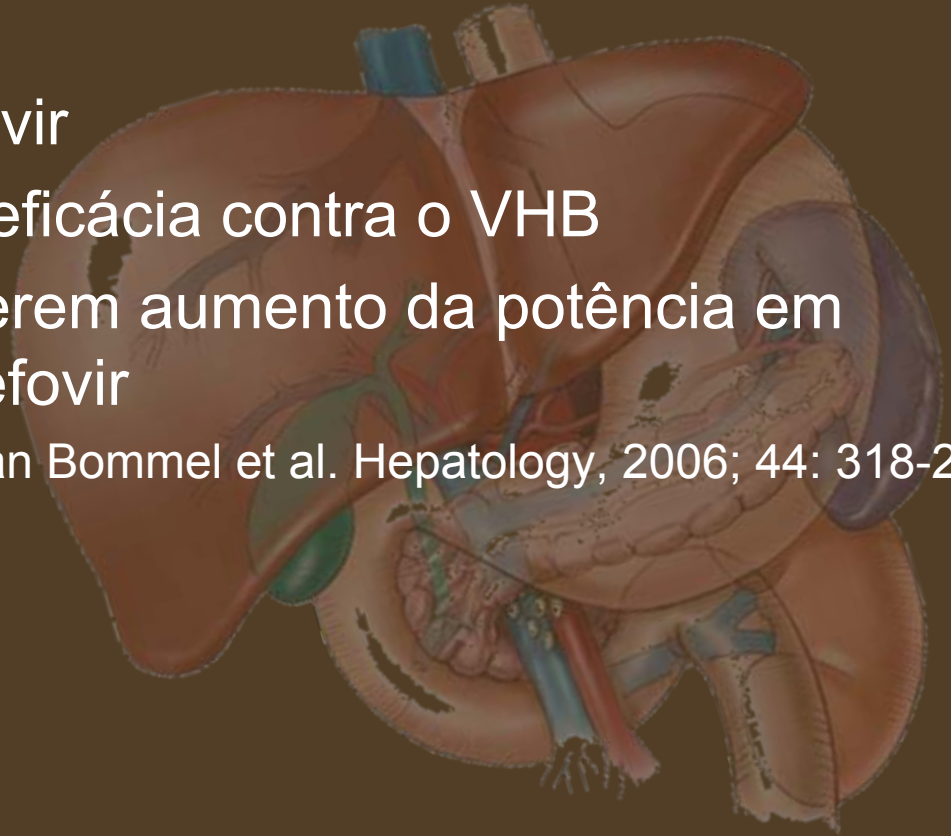 vir
eficácia contra o VHB
erem aumento da potência em
efovir
an Bommel et al. Hepatology, 2006; 44: 318-2